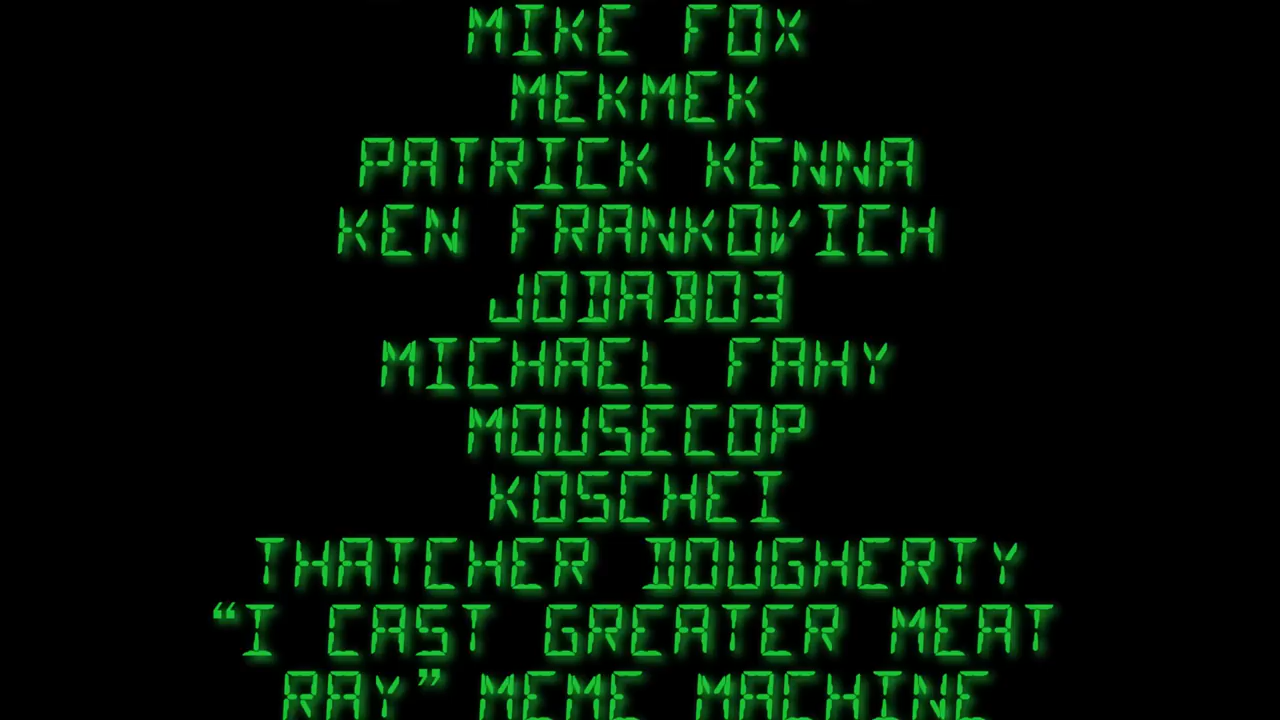 MIKE FOX
MEKMEK
PATRICK KENNA
KEN FRANKOVICH
JODABO3
MICHAEL FAHY
MOUSECOP
KOSCHEI
THATCHER DOUGHERTY
“I CAST GREATER MEAT
RAY” MEME MACHINE